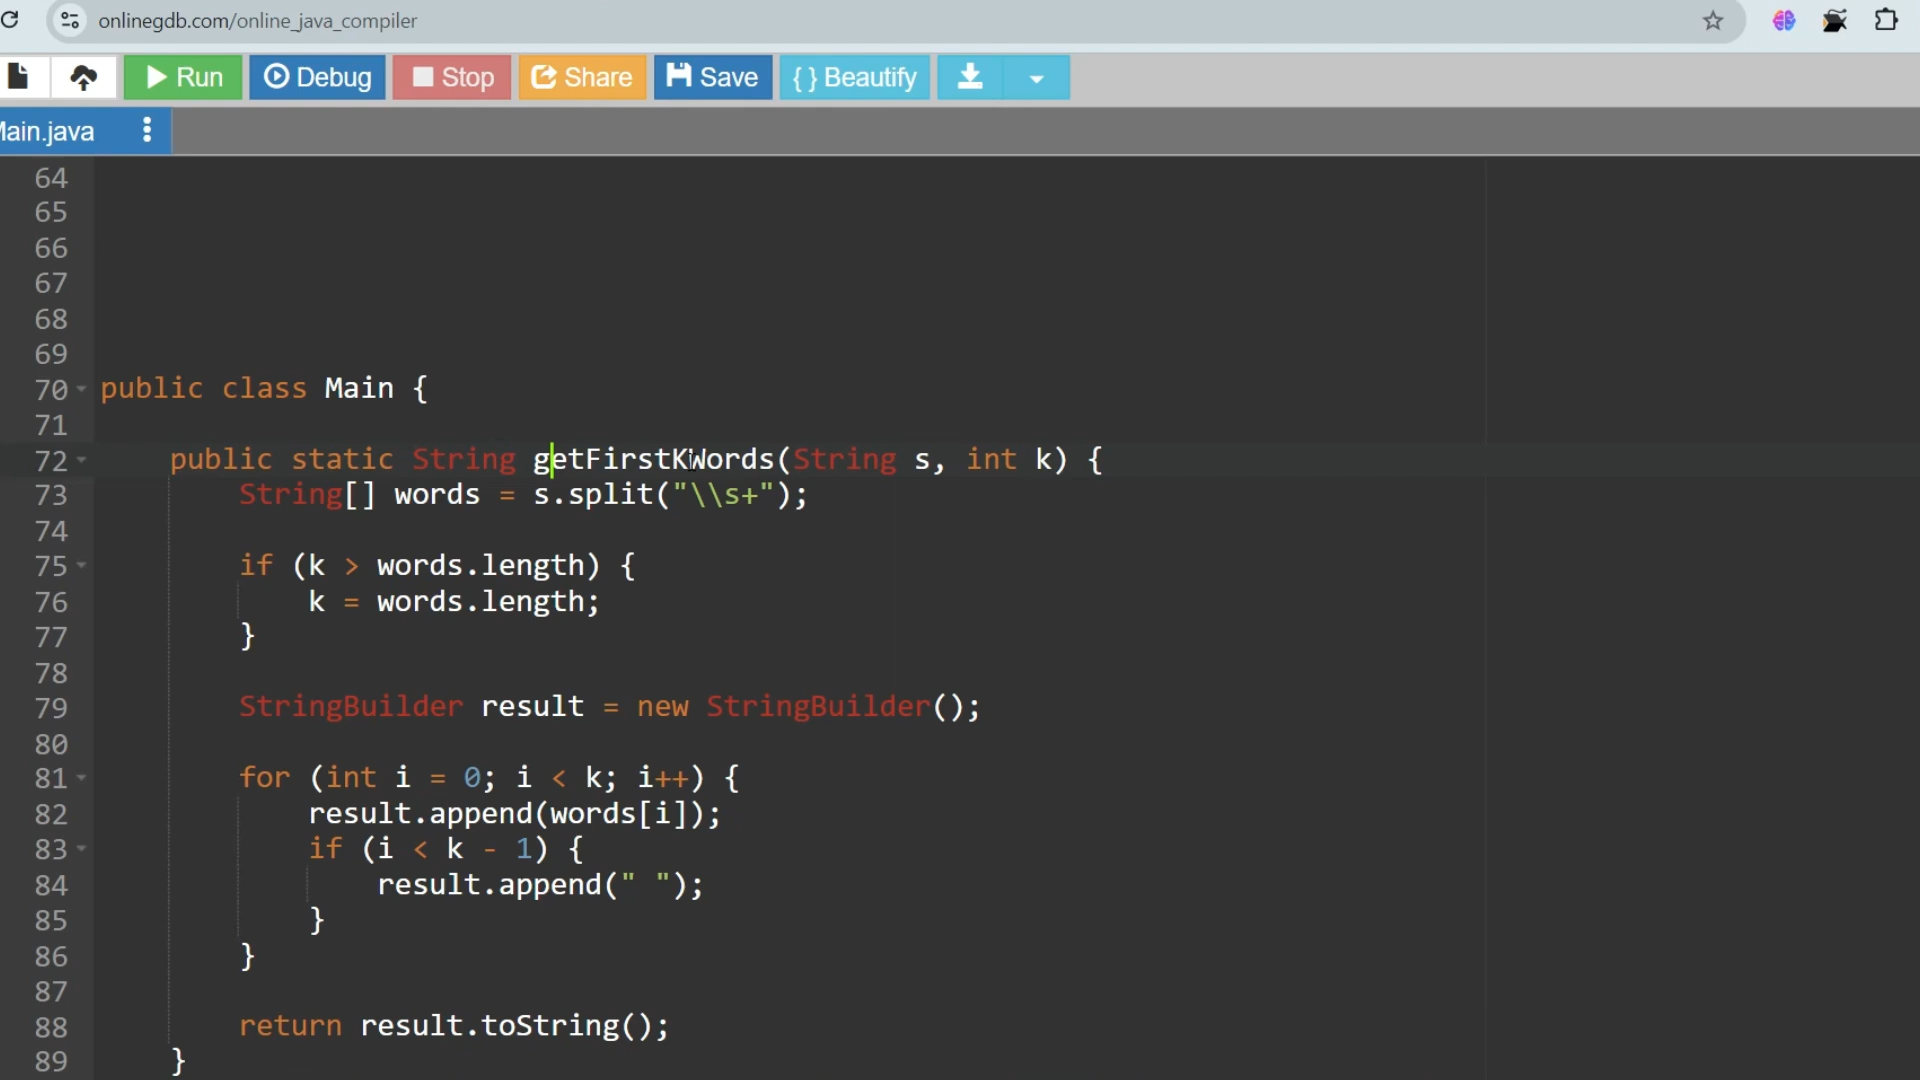 onlinegdb.com/online_java_compiler
Run Debug Stop Share Save { } Beautify
Main.java
64
65
66
67
68
69
70 public class Main {
71
72 public static String getFirstKWords(String s, int k) {
73 String[] words = s.split("\\s+");
74
75 if (k > words.length) {
76 k = words.length;
77 }
78
79 StringBuilder result = new StringBuilder();
80
81 for (int i = 0; i < k; i++) {
82 result.append(words[i]);
83 if (i < k - 1) {
84 result.append(" ");
85 }
86 }
87
88 return result.toString();
89 }